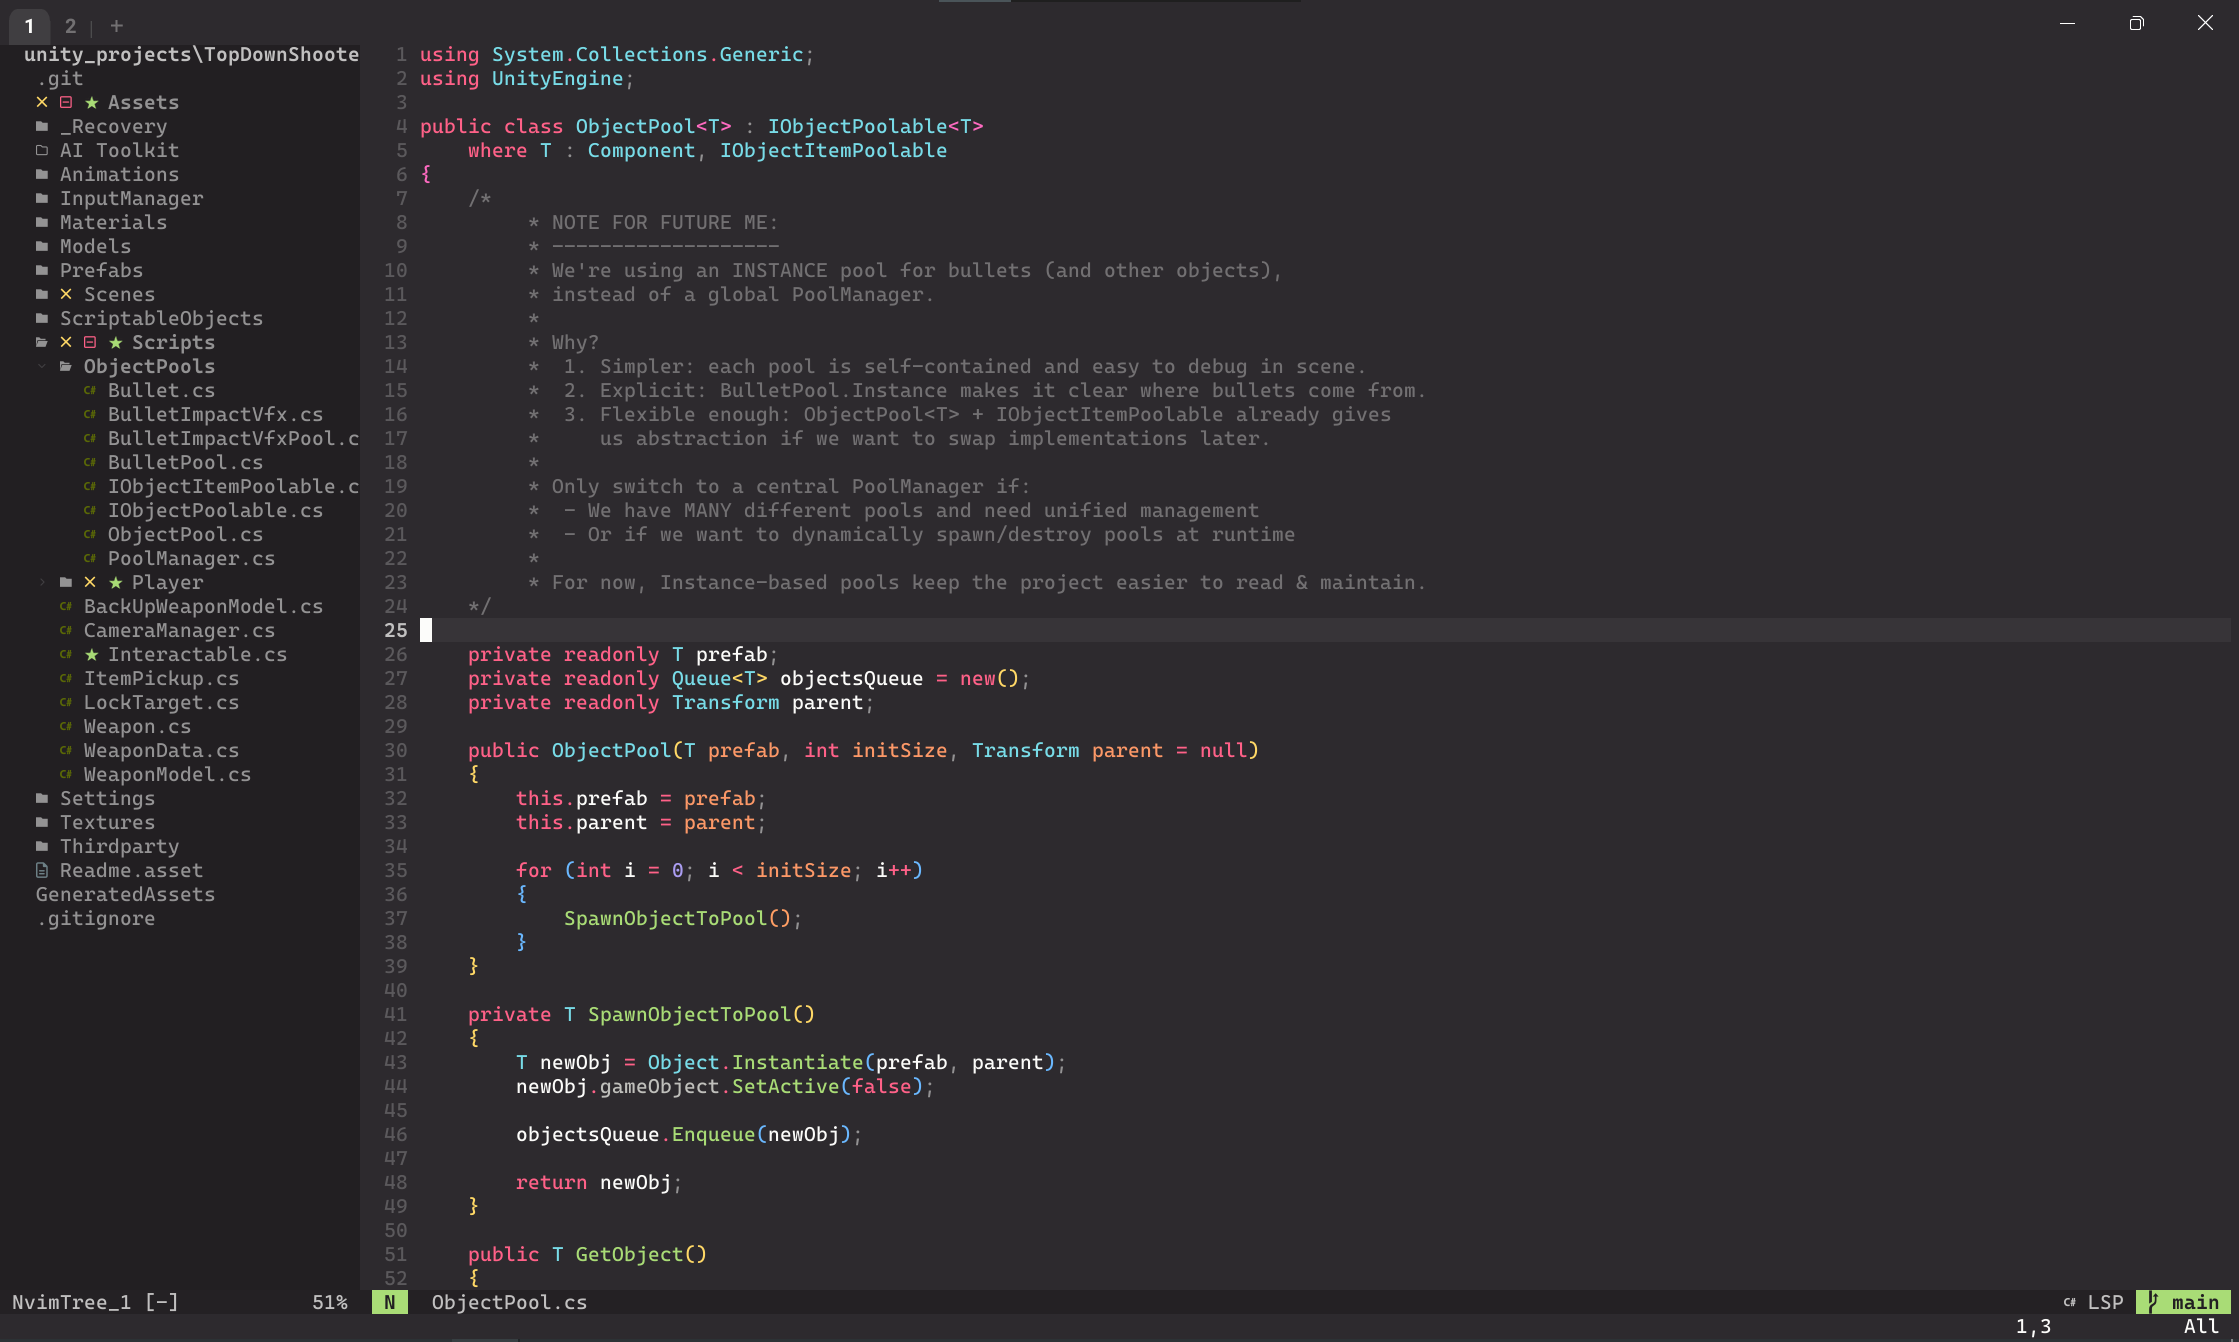 1 2 +
unity_projects\TopDownShoote
.git
Assets
_Recovery
AI Toolkit
Animations
InputManager
Materials
Models
Prefabs
Scenes
ScriptableObjects
Scripts
ObjectPools
C# Bullet.cs
C# BulletImpactVfx.cs
C# BulletImpactVfxPool.c
C# BulletPool.cs
C# IObjectItemPoolable.c
C# IObjectPoolable.cs
C# ObjectPool.cs
C# PoolManager.cs
Player
C# BackUpWeaponModel.cs
C# CameraManager.cs
C# Interactable.cs
C# ItemPickup.cs
C# LockTarget.cs
C# Weapon.cs
C# WeaponData.cs
C# WeaponModel.cs
Settings
Textures
Thirdparty
Readme.asset
GeneratedAssets
.gitignore
1 using System.Collections.Generic;
2 using UnityEngine;
3
4 public class ObjectPool<T> : IObjectPoolable<T>
5     where T : Component, IObjectItemPoolable
6 {
7     /*
8          * NOTE FOR FUTURE ME:
9          * -------------------
10          * We're using an INSTANCE pool for bullets (and other objects),
11          * instead of a global PoolManager.
12          *
13          * Why?
14          *  1. Simpler: each pool is self-contained and easy to debug in scene.
15          *  2. Explicit: BulletPool.Instance makes it clear where bullets come from.
16          *  3. Flexible enough: ObjectPool<T> + IObjectItemPoolable already gives
17          *     us abstraction if we want to swap implementations later.
18          *
19          * Only switch to a central PoolManager if:
20          *  - We have MANY different pools and need unified management
21          *  - Or if we want to dynamically spawn/destroy pools at runtime
22          *
23          * For now, Instance-based pools keep the project easier to read & maintain.
24     */
25
26     private readonly T prefab;
27     private readonly Queue<T> objectsQueue = new();
28     private readonly Transform parent;
29
30     public ObjectPool(T prefab, int initSize, Transform parent = null)
31     {
32         this.prefab = prefab;
33         this.parent = parent;
34
35         for (int i = 0; i < initSize; i++)
36         {
37             SpawnObjectToPool();
38         }
39     }
40
41     private T SpawnObjectToPool()
42     {
43         T newObj = Object.Instantiate(prefab, parent);
44         newObj.gameObject.SetActive(false);
45
46         objectsQueue.Enqueue(newObj);
47
48         return newObj;
49     }
50
51     public T GetObject()
52     {
NvimTree_1 [-] 51% N ObjectPool.cs C# LSP main
1,3 All